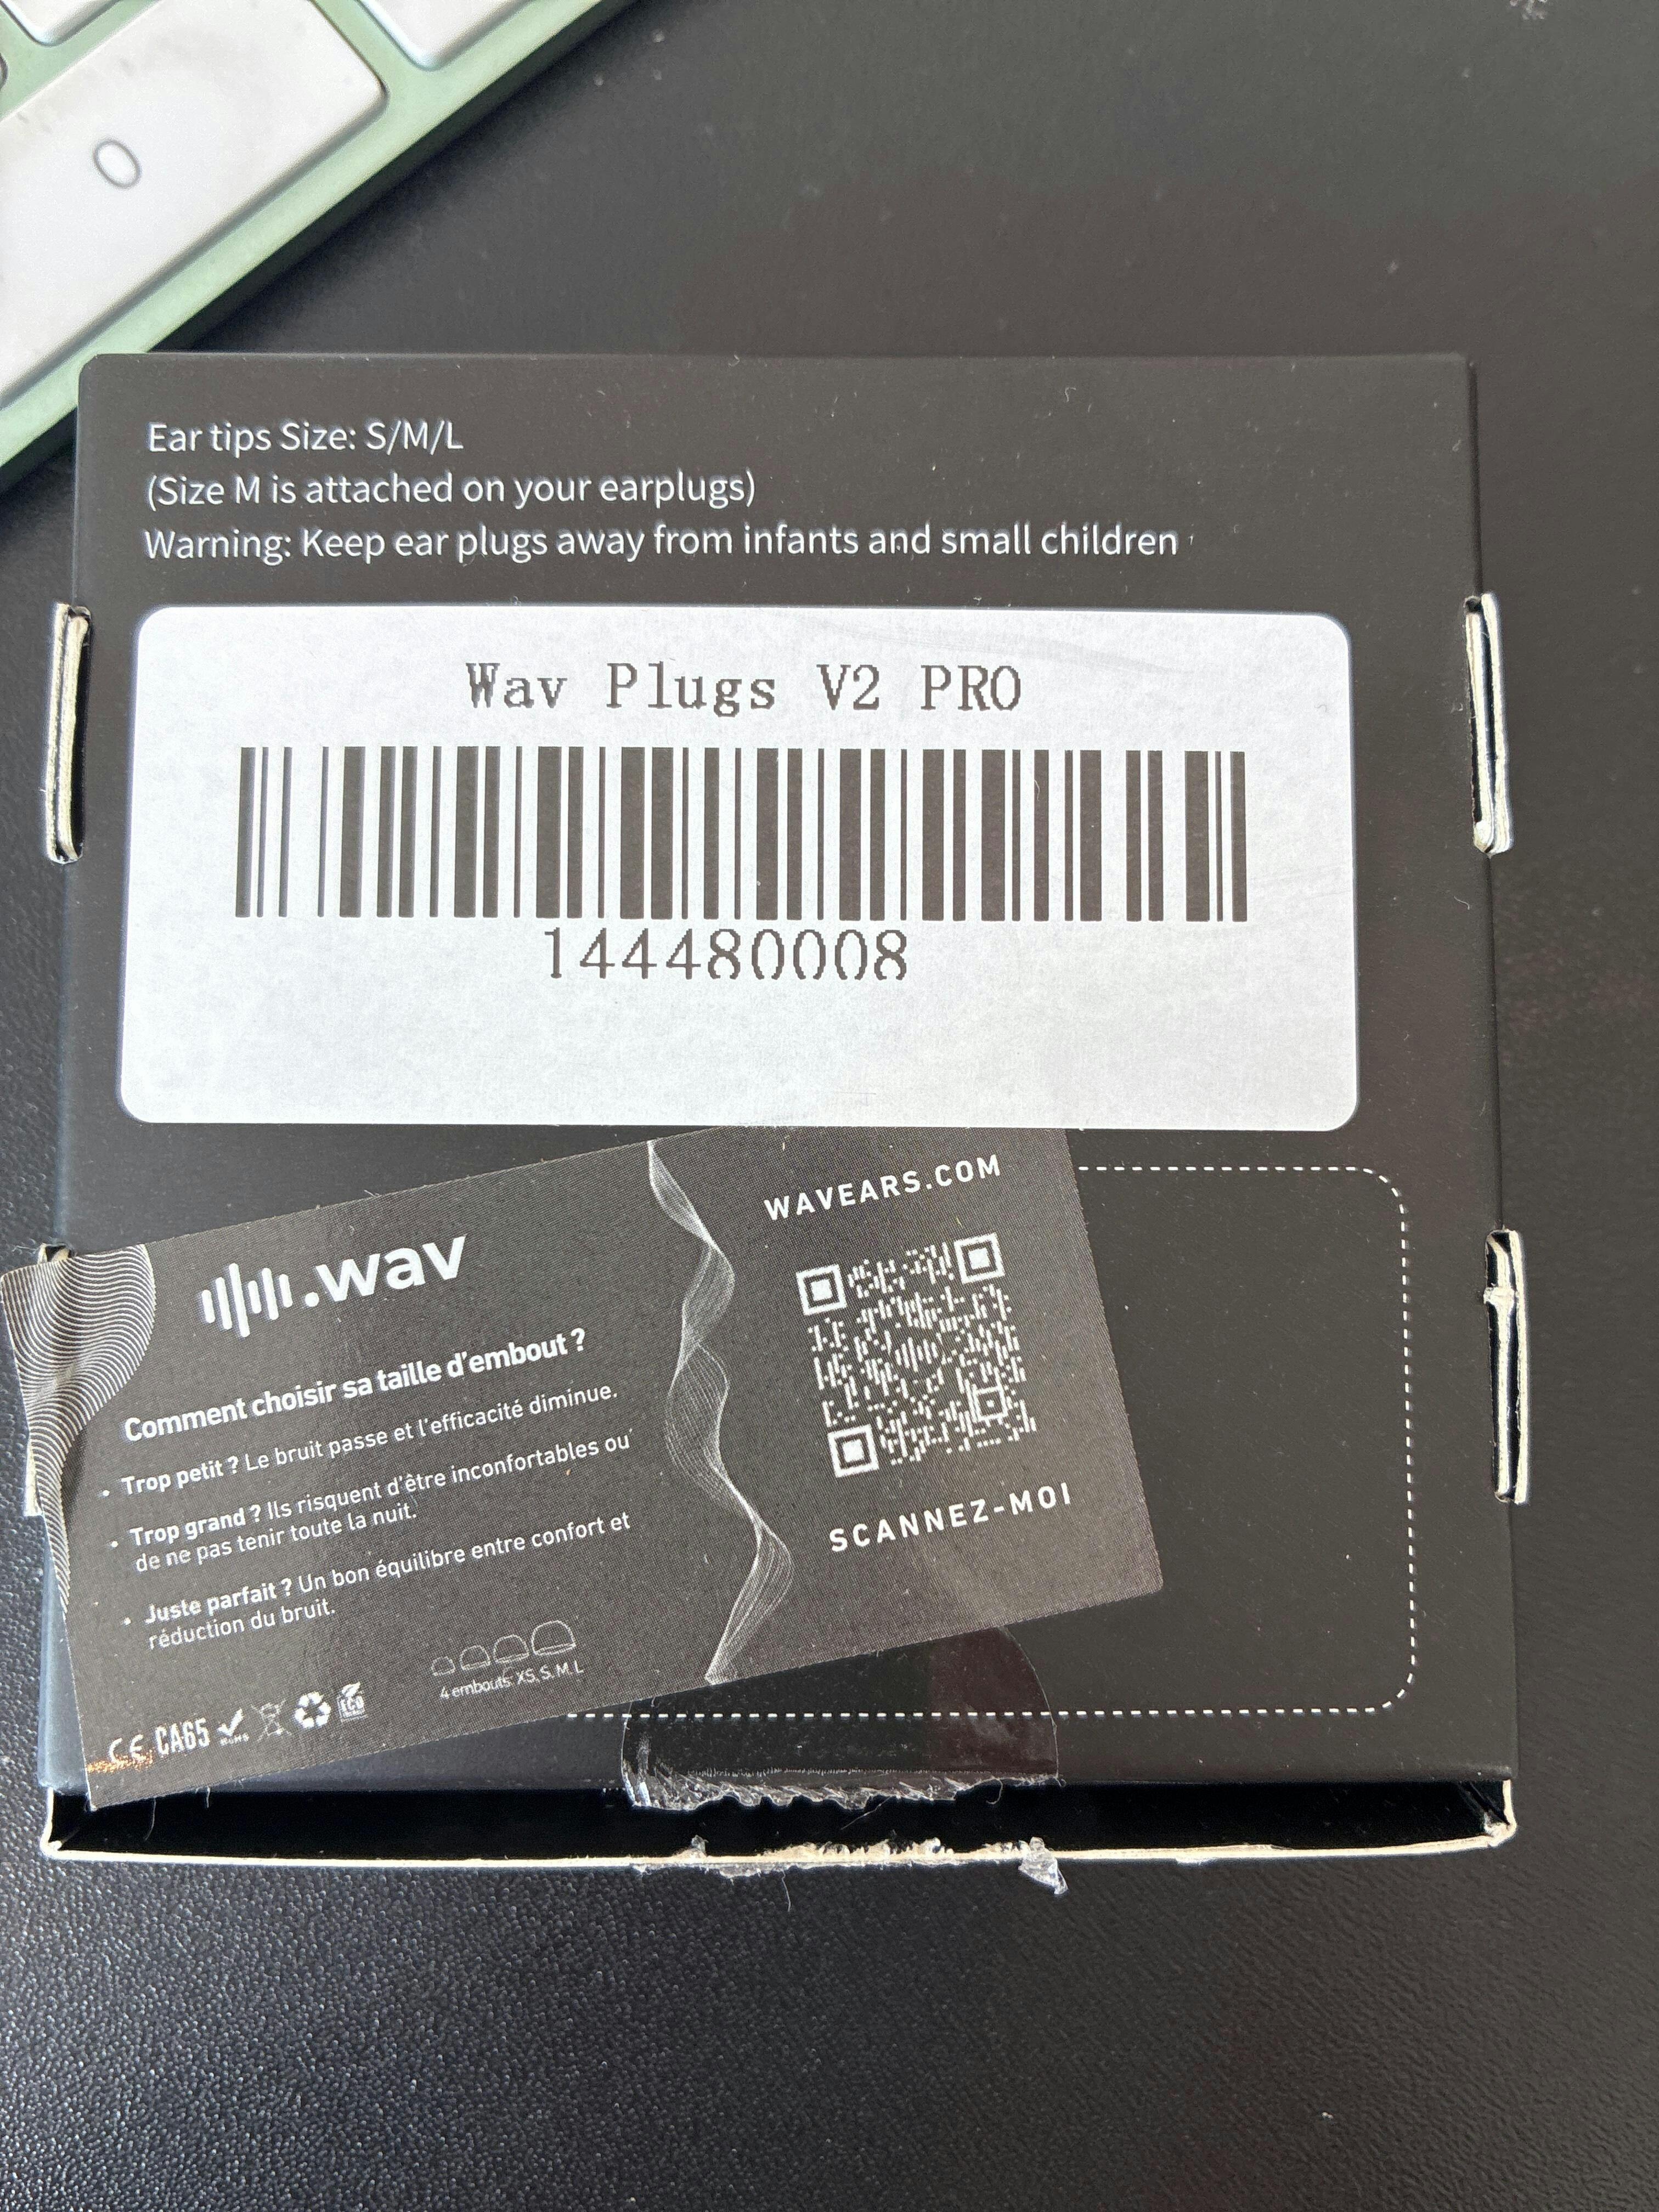 0
Ear tips Size: S/M/L
(Size M is attached on your earplugs)
Warning: Keep ear plugs away from infants and small children
Wav Plugs V2 PRO
144480008
.wav
Comment choisir sa taille d'embout ?
• Trop petit ? Le bruit passe et l'efficacité diminue.
• Trop grand ? Ils risquent d'être inconfortables ou
de ne pas tenir toute la nuit.
• Juste parfait ? Un bon équilibre entre confort et
réduction du bruit.
4 embouts: XS, S, M, L
CE CA65 RoHS ECO
WAVEARS.COM
SCANNEZ-MOI